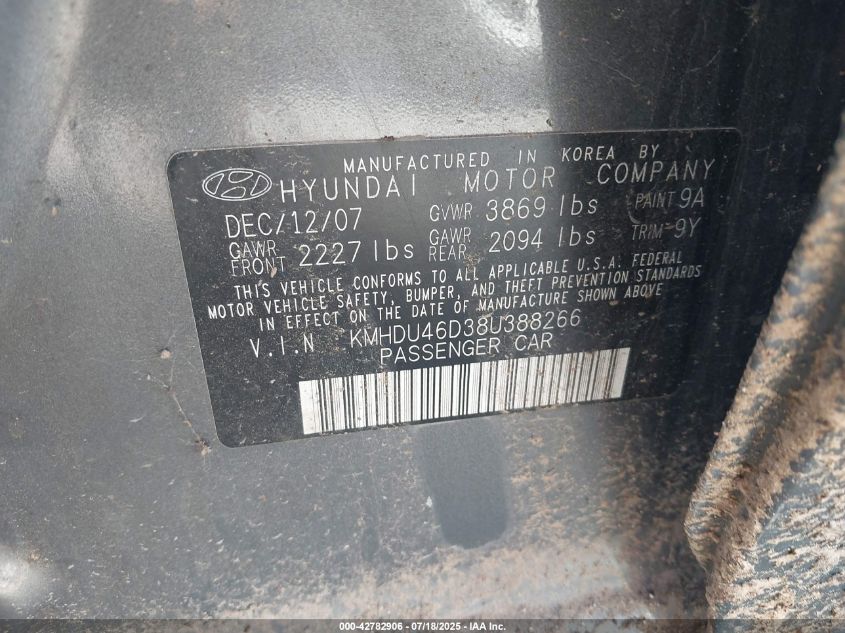 MANUFACTURED IN KOREA BY
HYUNDAI MOTOR COMPANY
DEC/12/07 GVWR 3869 lbs PAINT 9A
GAWR FRONT 2227 lbs GAWR REAR 2094 lbs TRIM 9Y
THIS VEHICLE CONFORMS TO ALL APPLICABLE U.S.A. FEDERAL
MOTOR VEHICLE SAFETY, BUMPER, AND THEFT PREVENTION STANDARDS
IN EFFECT ON THE DATE OF MANUFACTURE SHOWN ABOVE
V.I.N KMHDU46D38U388266
PASSENGER CAR
000-42782906 - 07/18/2025 - IAA Inc.